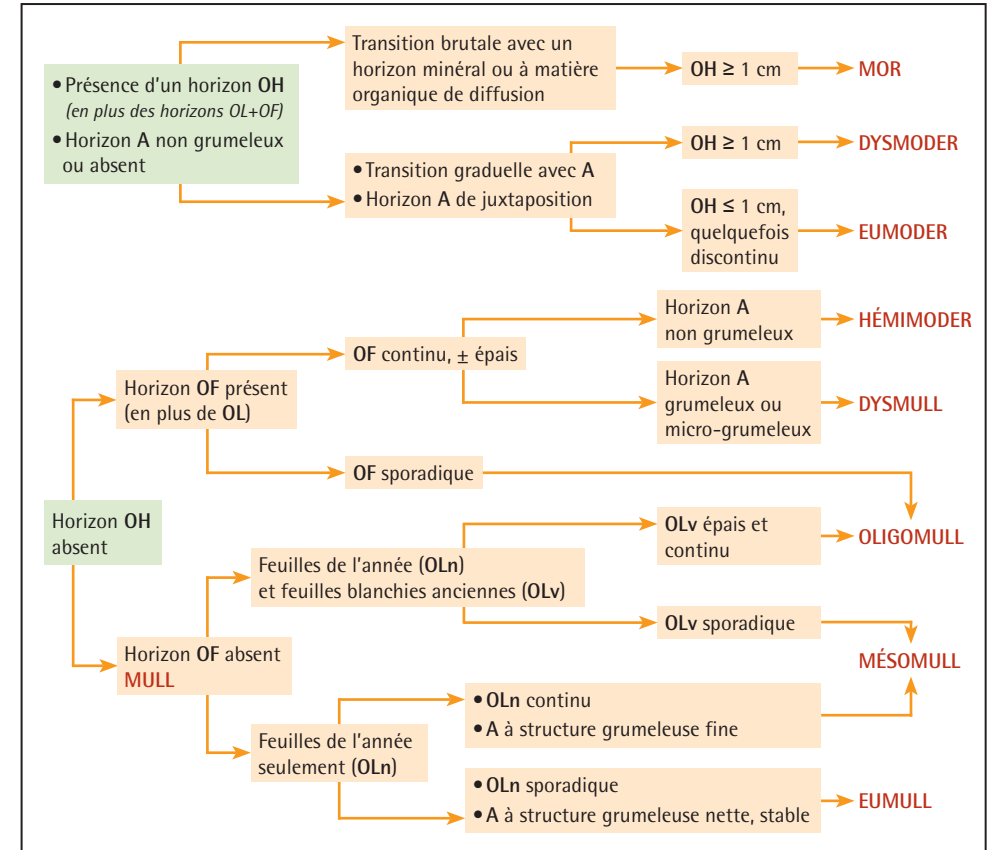 • Présence d'un horizon OH
(en plus des horizons OL+OF)
• Horizon A non grumeleux
ou absent
Transition brutale avec un
horizon minéral ou à matière
organique de diffusion
OH ≥ 1 cm
MOR
• Transition graduelle avec A
• Horizon A de juxtaposition
OH ≥ 1 cm
DYSMODER
OH ≤ 1 cm,
quelquefois
discontinu
EUMODER
Horizon OH
absent
Horizon OF présent
(en plus de OL)
OF continu, ± épais
Horizon A
non grumeleux
HÉMIMODER
Horizon A
grumeleux ou
micro-grumeleux
DYSMULL
OF sporadique
OLIGOMULL
Horizon OF absent
MULL
Feuilles de l'année (OLn)
et feuilles blanchies anciennes (OLv)
OLv épais et
continu
OLv sporadique
MÉSOMULL
Feuilles de l'année
seulement (OLn)
• OLn continu
• A à structure grumeleuse fine
• OLn sporadique
• A à structure grumeleuse nette, stable
EUMULL